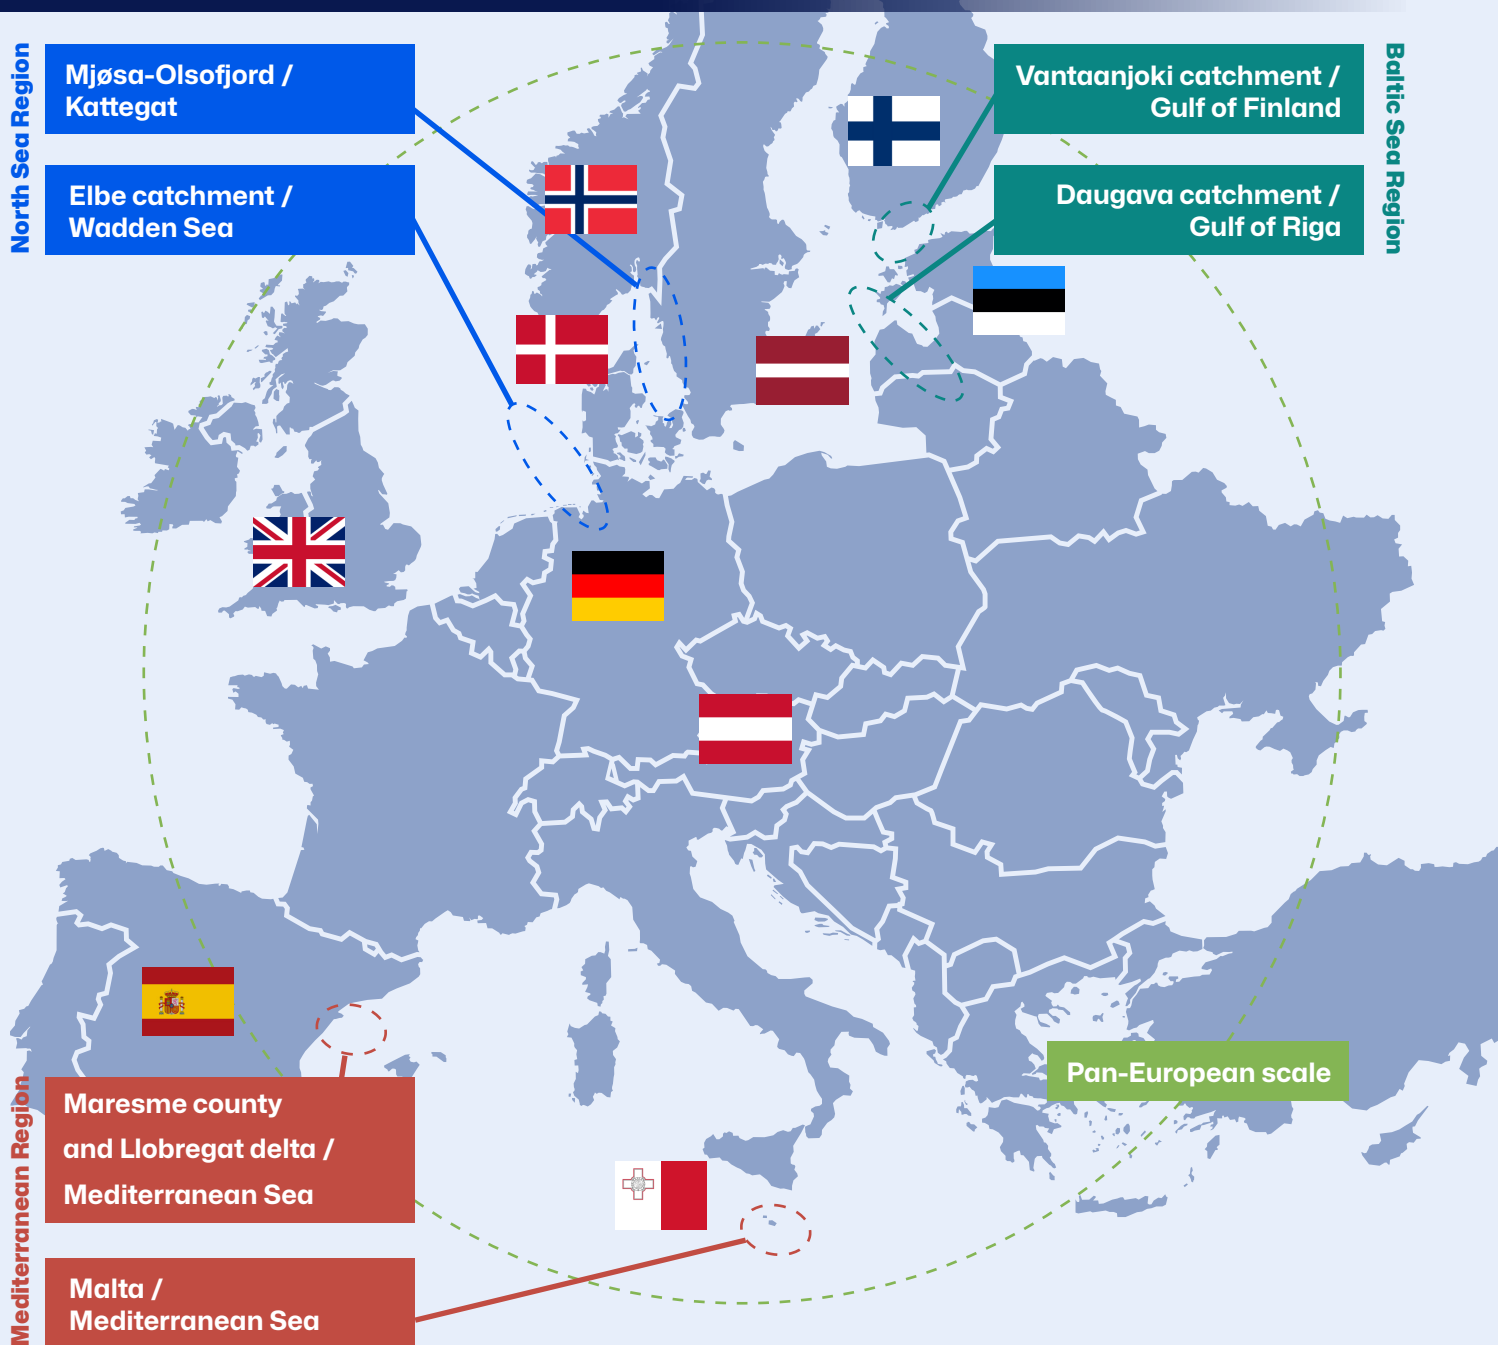 North Sea Region
Mjøsa-Olsofjord /
Kattegat
Elbe catchment /
Wadden Sea
Baltic Sea Region
Vantaanjoki catchment /
Gulf of Finland
Daugava catchment /
Gulf of Riga
Pan-European scale
Mediterranean Region
Maresme county
and Llobregat delta /
Mediterranean Sea
Malta /
Mediterranean Sea